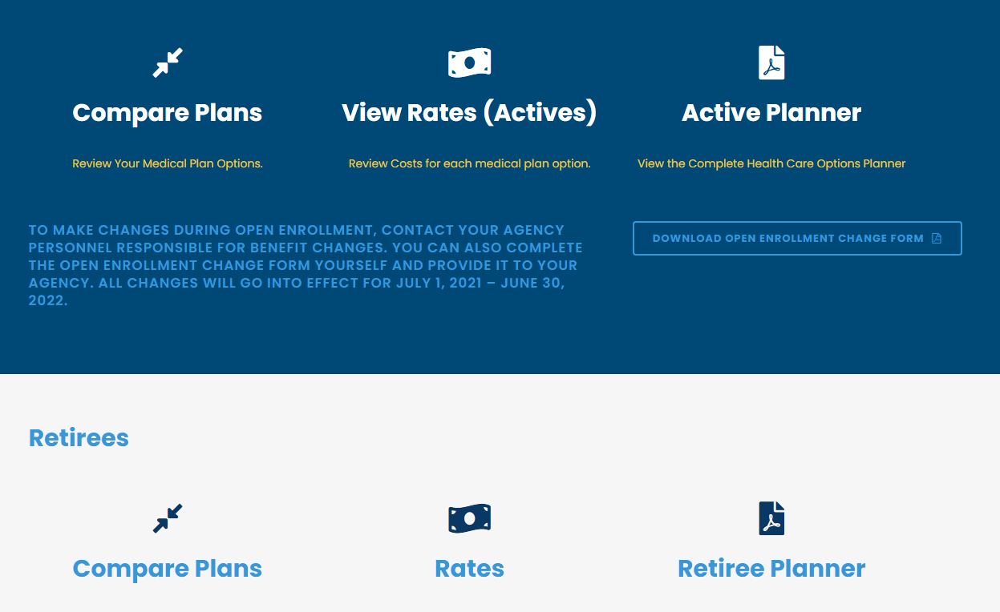 Compare Plans
View Rates (Actives)
Active Planner
Review Your Medical Plan Options.
Review Costs for each medical plan option.
View the Complete Health Care Options Planner
TO MAKE CHANGES DURING OPEN ENROLLMENT, CONTACT YOUR AGENCY
PERSONNEL RESPONSIBLE FOR BENEFIT CHANGES. YOU CAN ALSO COMPLETE
THE OPEN ENROLLMENT CHANGE FORM YOURSELF AND PROVIDE IT TO YOUR
AGENCY. ALL CHANGES WILL GO INTO EFFECT FOR JULY 1, 2021 – JUNE 30,
2022.
DOWNLOAD OPEN ENROLLMENT CHANGE FORM
Retirees
Compare Plans
Rates
Retiree Planner